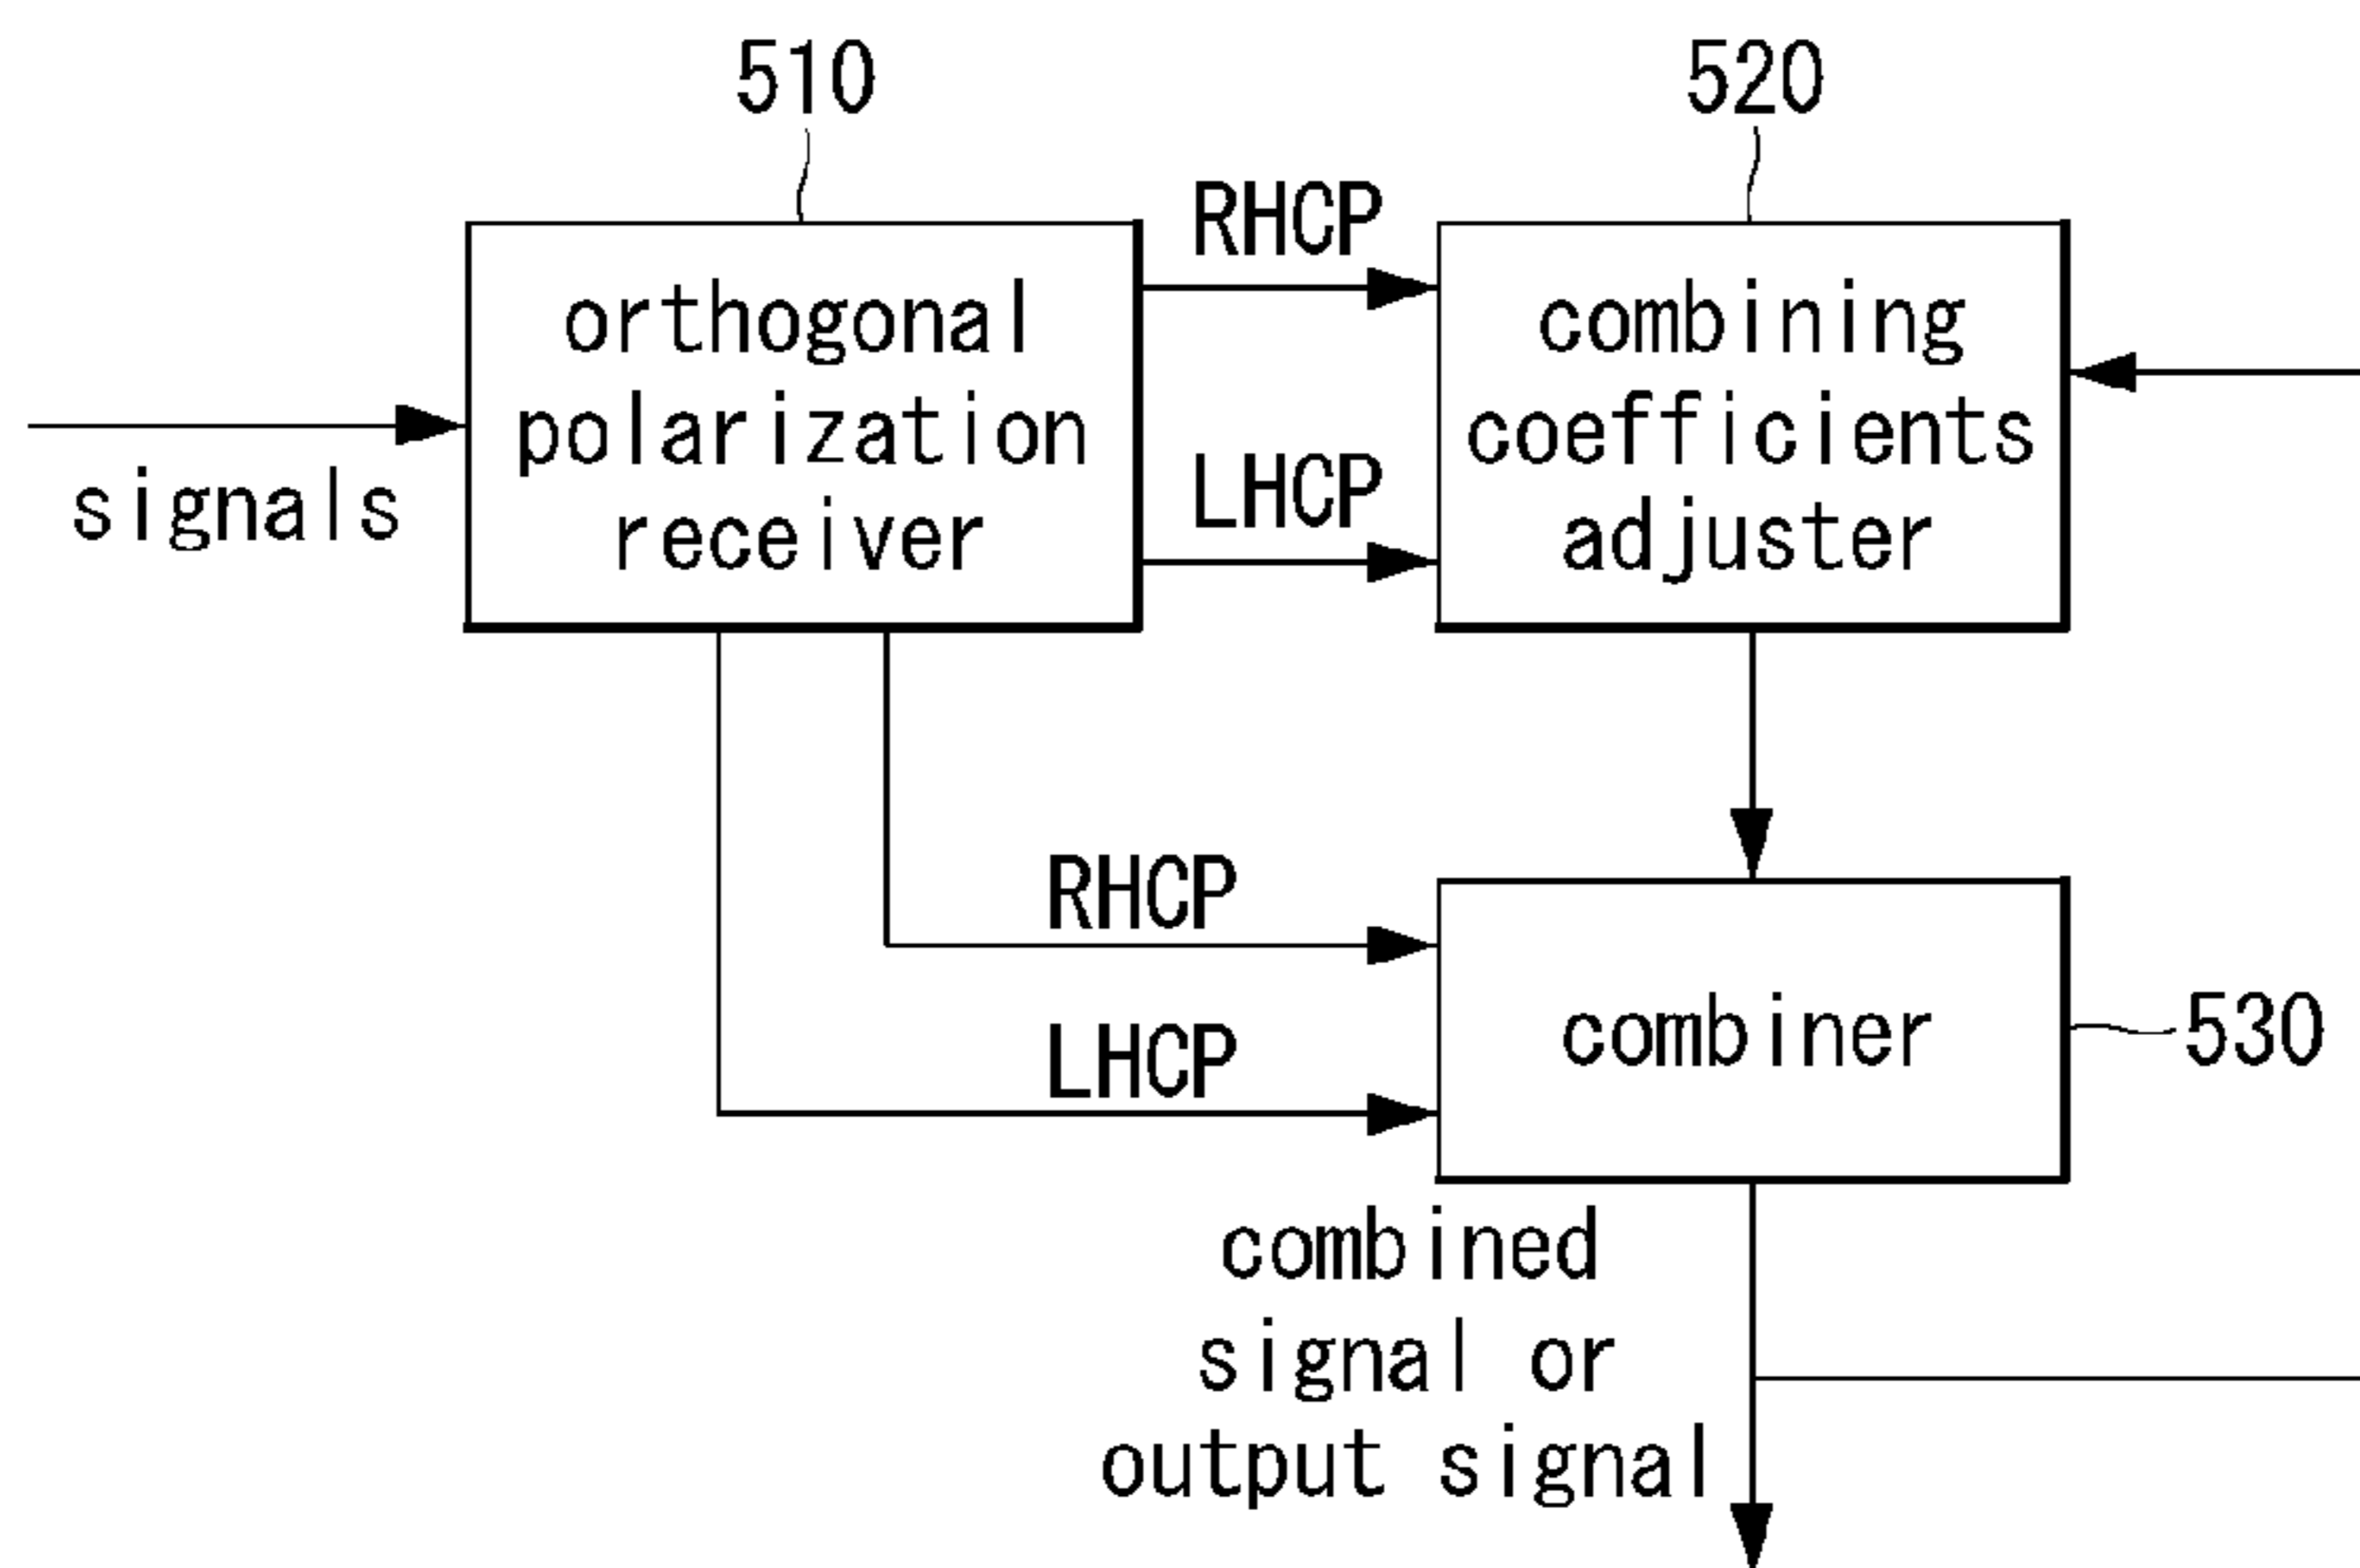 510
520
RHCP
orthogonal
polarization
receiver
combining
coefficients
adjuster
signals
LHCP
RHCP
LHCP
combiner
530
combined
signal or
output signal